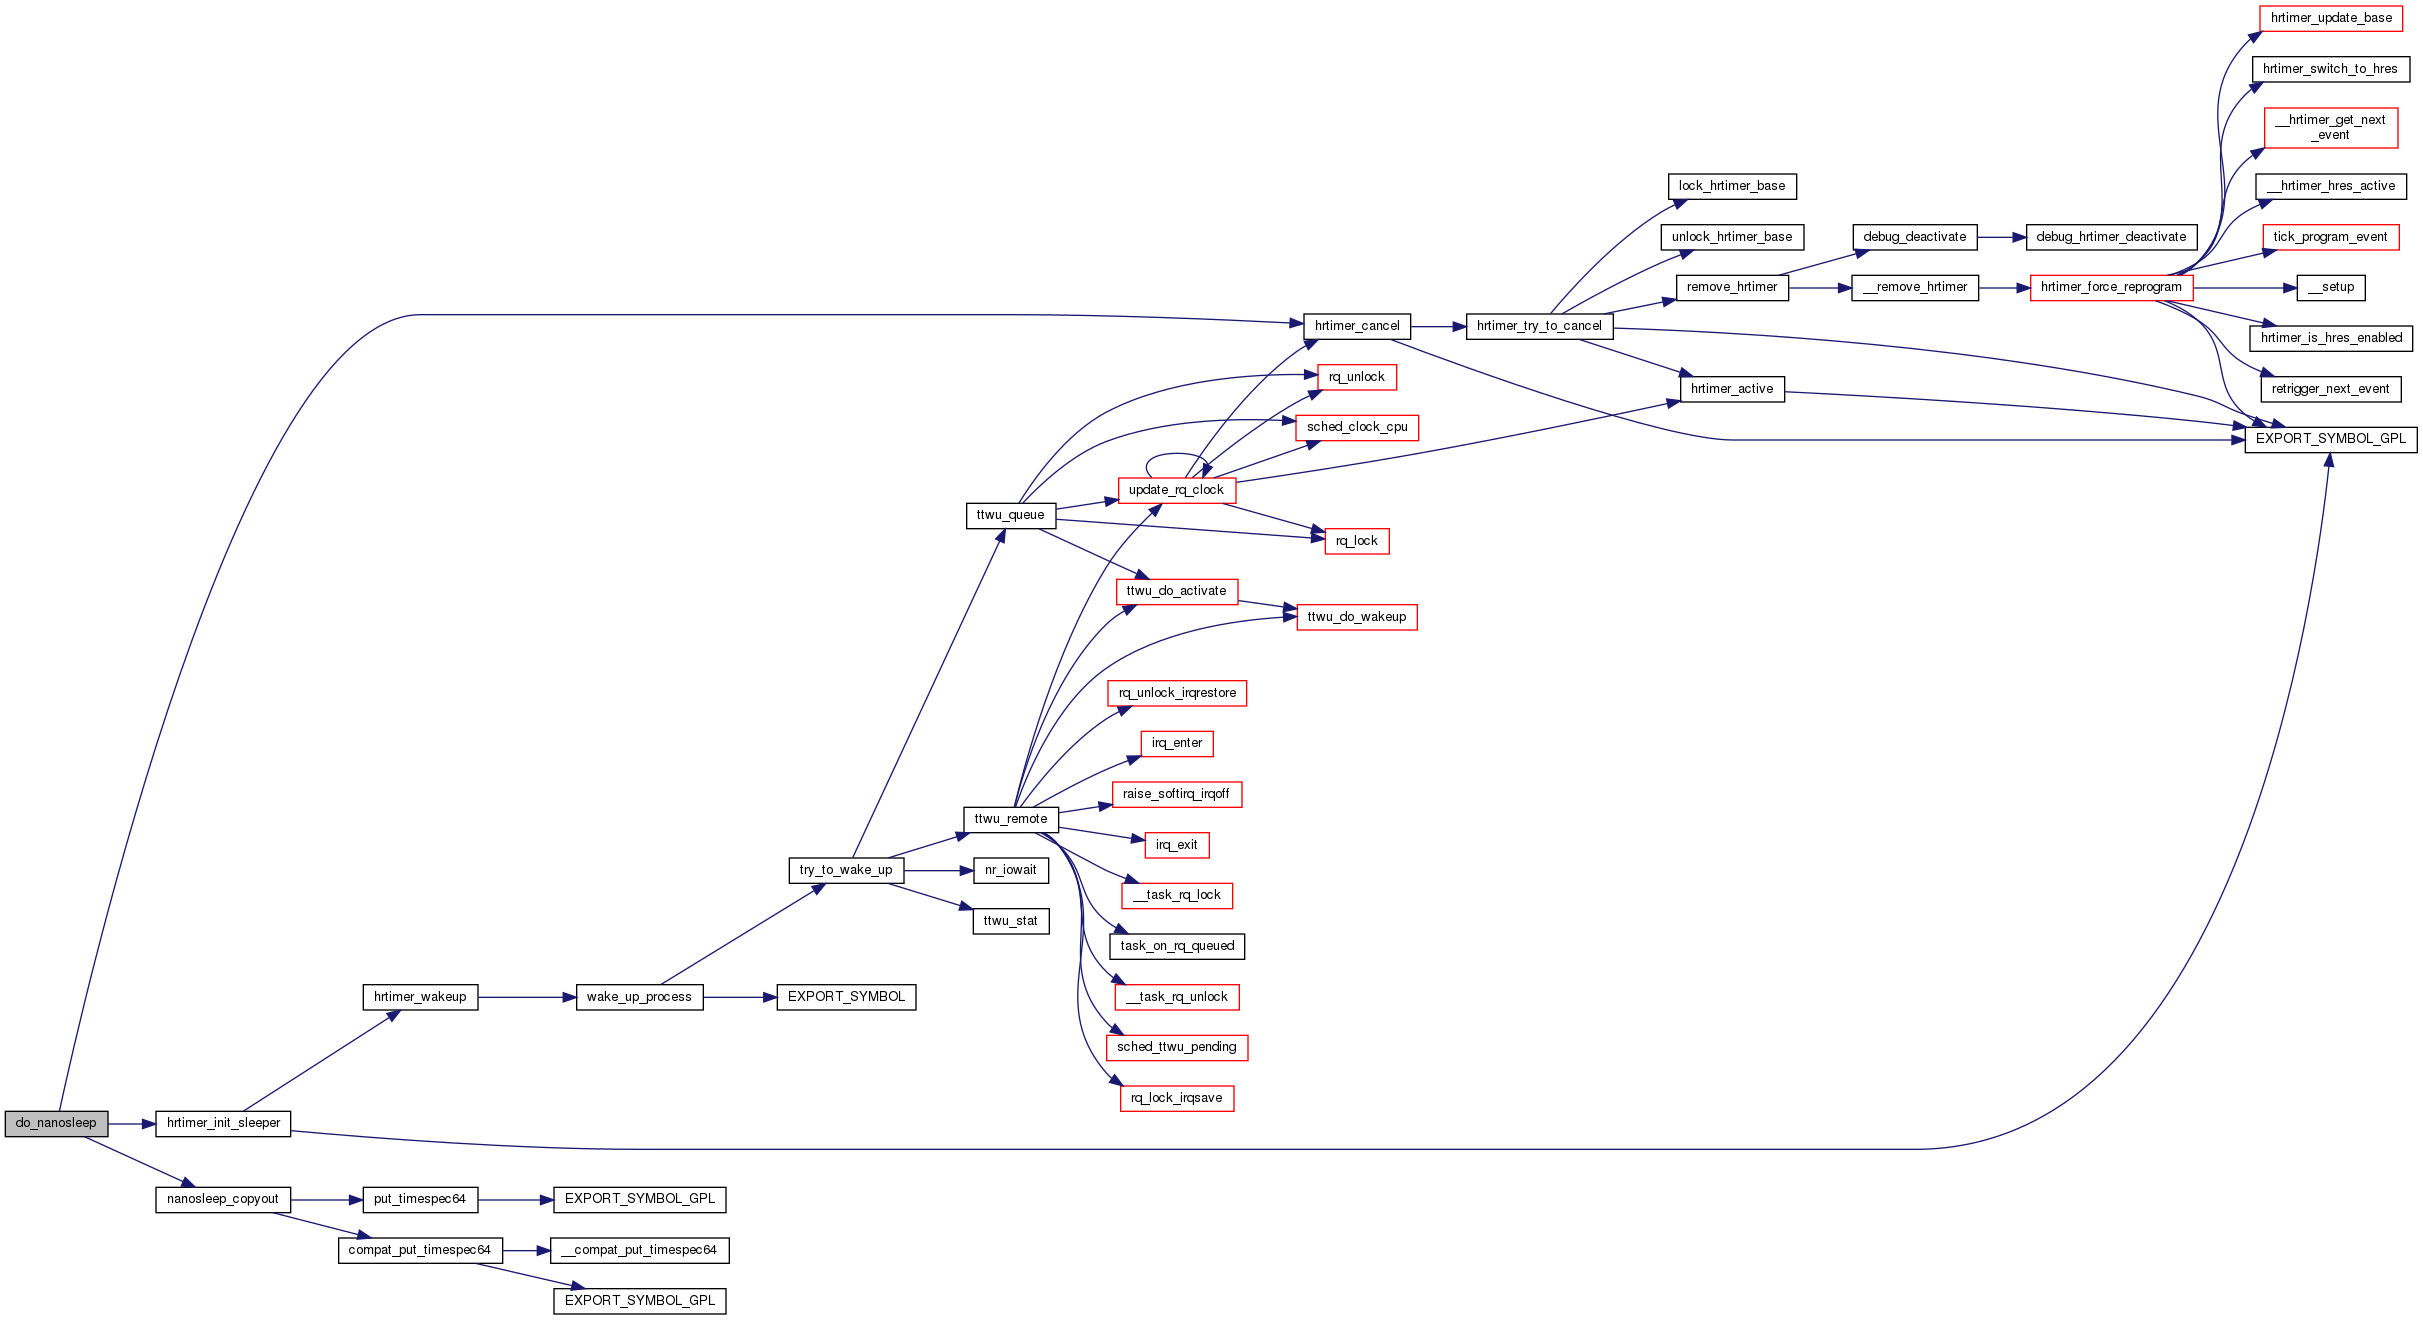 hrtimer_update_base
hrtimer_switch_to_hres
__hrtimer_get_next
_event
lock_hrtimer_base
__hrtimer_hres_active
unlock_hrtimer_base
debug_deactivate
debug_hrtimer_deactivate
tick_program_event
remove_hrtimer
__remove_hrtimer
hrtimer_force_reprogram
__setup
hrtimer_cancel
hrtimer_try_to_cancel
hrtimer_is_hres_enabled
rq_unlock
hrtimer_active
retrigger_next_event
sched_clock_cpu
EXPORT_SYMBOL_GPL
update_rq_clock
ttwu_queue
rq_lock
ttwu_do_activate
ttwu_do_wakeup
rq_unlock_irqrestore
irq_enter
raise_softirq_irqoff
ttwu_remote
irq_exit
try_to_wake_up
nr_iowait
__task_rq_lock
ttwu_stat
task_on_rq_queued
hrtimer_wakeup
wake_up_process
EXPORT_SYMBOL
__task_rq_unlock
sched_ttwu_pending
rq_lock_irqsave
do_nanosleep
hrtimer_init_sleeper
nanosleep_copyout
put_timespec64
EXPORT_SYMBOL_GPL
compat_put_timespec64
__compat_put_timespec64
EXPORT_SYMBOL_GPL